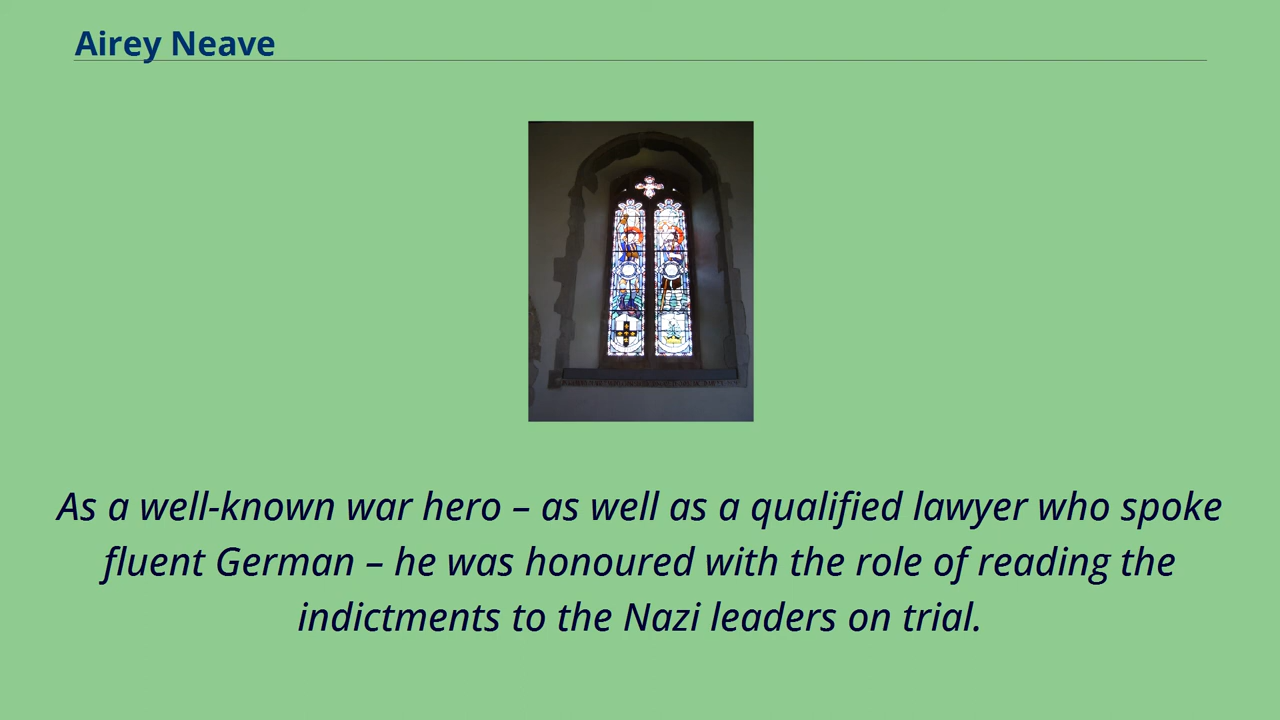 Airey Neave
As a well-known war hero – as well as a qualified lawyer who spoke
fluent German – he was honoured with the role of reading the
indictments to the Nazi leaders on trial.